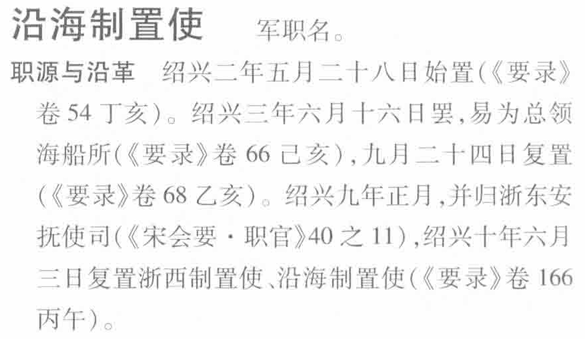 沿海制置使 军职名。
职源与沿革 绍兴二年五月二十八日始置(《要录》
卷54丁亥)。绍兴三年六月十六日罢,易为总领
海船所(《要录》卷66己亥),九月二十四日复置
(《要录》卷68乙亥)。绍兴九年正月,并归浙东安
抚使司(《宋会要·职官》40之11),绍兴十年六月
三日复置浙西制置使、沿海制置使(《要录》卷166
丙午)。